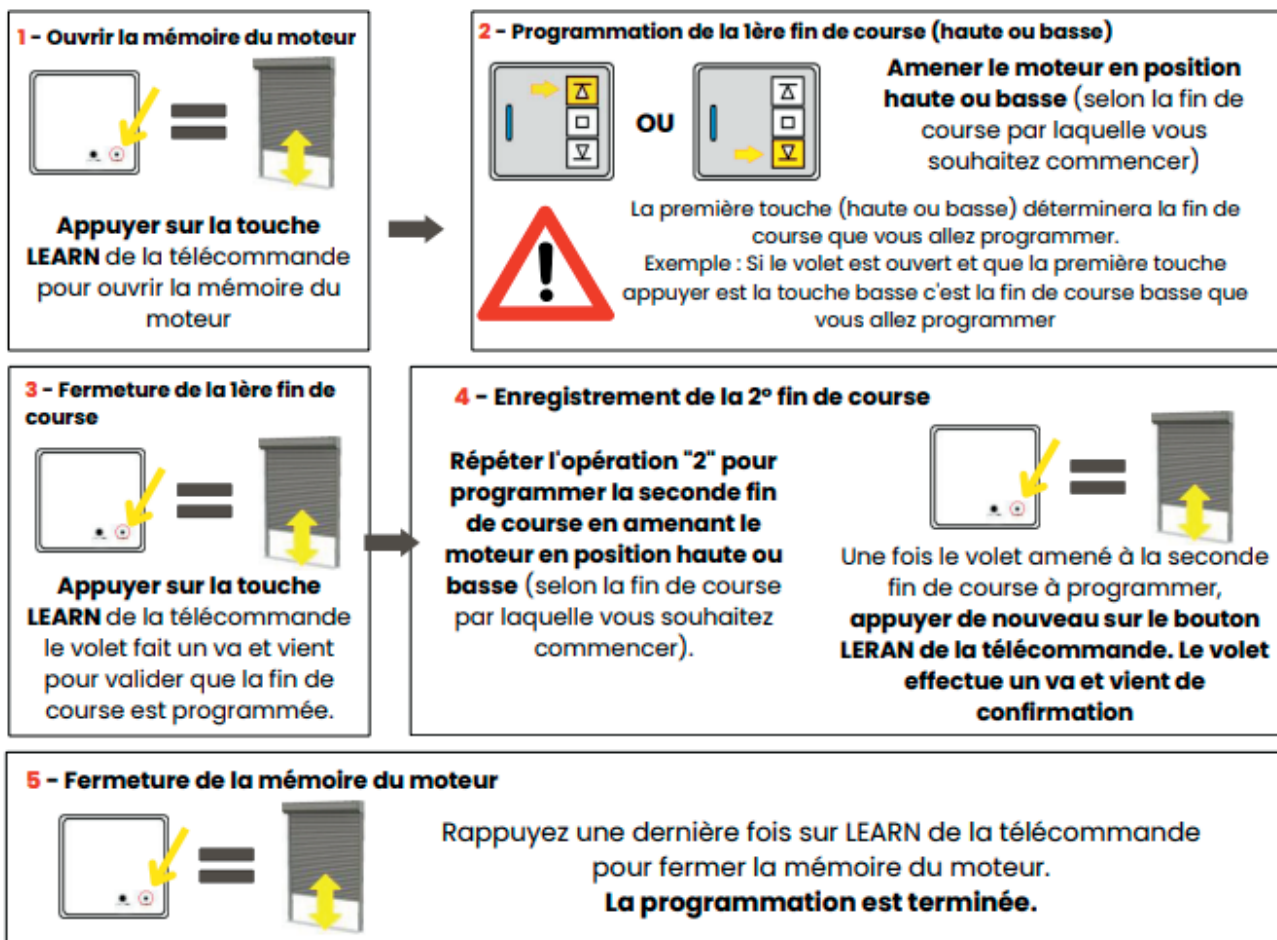 1 - Ouvrir la mémoire du moteur
Appuyer sur la touche
LEARN de la télécommande
pour ouvrir la mémoire du
moteur
2 - Programmation de la 1ère fin de course (haute ou basse)
OU
Amener le moteur en position
haute ou basse (selon la fin de
course par laquelle vous
souhaitez commencer)
La première touche (haute ou basse) déterminera la fin de
course que vous allez programmer.
Exemple : Si le volet est ouvert et que la première touche
appuyer est la touche basse c'est la fin de course basse que
vous allez programmer
3 - Fermeture de la 1ère fin de
course
Appuyer sur la touche
LEARN de la télécommande
le volet fait un va et vient
pour valider que la fin de
course est programmée.
4 - Enregistrement de la 2° fin de course
Répéter l'opération "2" pour
programmer la seconde fin
de course en amenant le
moteur en position haute ou
basse (selon la fin de course
par laquelle vous souhaitez
commencer).
Une fois le volet amené à la seconde
fin de course à programmer,
appuyer de nouveau sur le bouton
LERAN de la télécommande. Le volet
effectue un va et vient de
confirmation
5 - Fermeture de la mémoire du moteur
Rappuyez une dernière fois sur LEARN de la télécommande
pour fermer la mémoire du moteur.
La programmation est terminée.